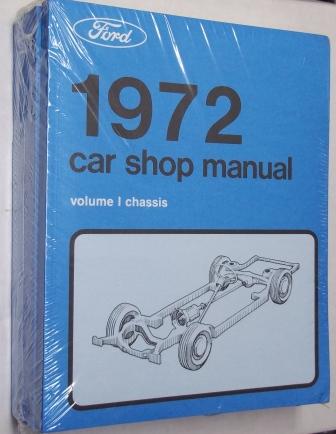 Ford
1972
car shop manual
volume I chassis